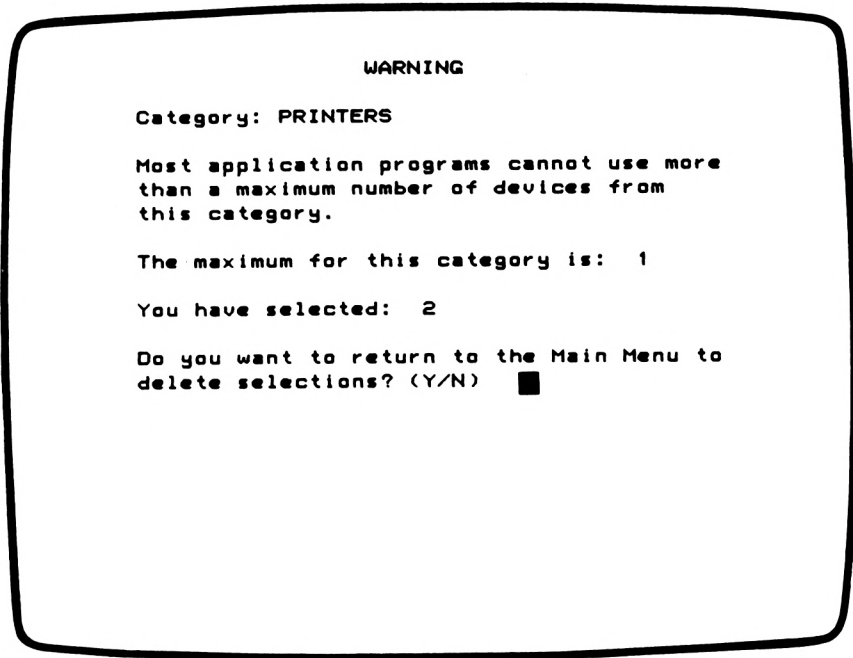 WARNING
Category: PRINTERS
Most application programs cannot use more
than a maximum number of devices from
this category.
The maximum for this category is: 1
You have selected: 2
Do you want to return to the Main Menu to
delete selections? (Y/N)